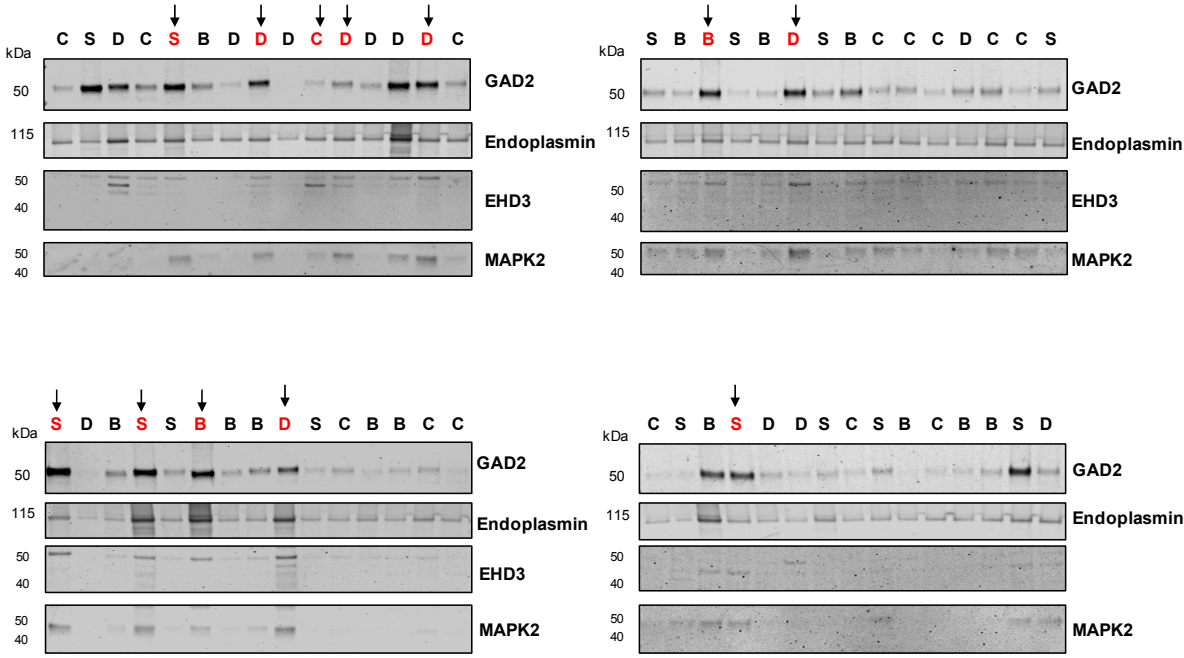 C S D C S B D D D C D D D D C
kDa
50
GAD2
115
Endoplasmin
50
40
EHD3
50
40
MAPK2
S B B S B D S B C C C D C C S
kDa
50
GAD2
115
Endoplasmin
50
40
EHD3
50
40
MAPK2
S D B S S B B B D S C B B C C
kDa
50
GAD2
115
Endoplasmin
50
40
EHD3
50
40
MAPK2
C S B S D D S C S B C B B S D
kDa
50
GAD2
115
Endoplasmin
50
40
50
40
MAPK2